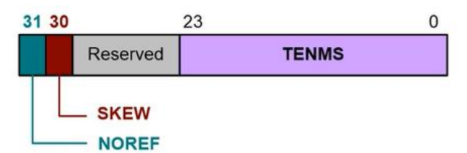 31 30 23 0
Reserved TENMS
SKEW
NOREF